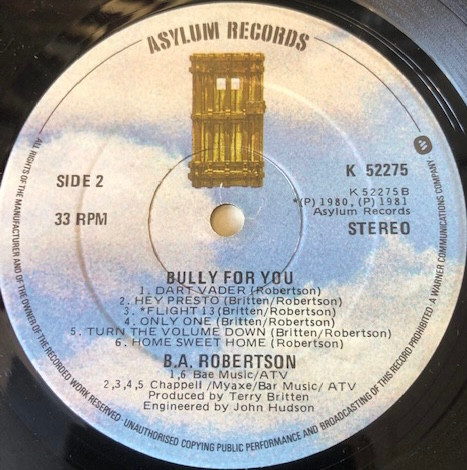 ASYLUM RECORDS
K 52275
SIDE 2
K 52275B
*(P) 1980, (P) 1981
Asylum Records
33 RPM
STEREO
BULLY FOR YOU
1. DART VADER (Robertson)
2. HEY PRESTO (Britten/Robertson)
3. *FLIGHT 13 (Britten/Robertson)
4. ONLY ONE (Britten/Robertson)
5. TURN THE VOLUME DOWN (Britten/Robertson)
6. HOME SWEET HOME (Robertson)
B.A. ROBERTSON
1,6 Bae Music/ATV
2,3,4,5 Chappell /Myaxe/Bar Music/ ATV
Produced by Terry Britten
Engineered by John Hudson
ALL RIGHTS OF THE MANUFACTURER AND OF THE OWNER OF THE RECORDED WORK RESERVED - UNAUTHORISED COPYING PUBLIC PERFORMANCE AND BROADCASTING OF THIS RECORD PROHIBITED. A WARNER COMMUNICATIONS COMPANY